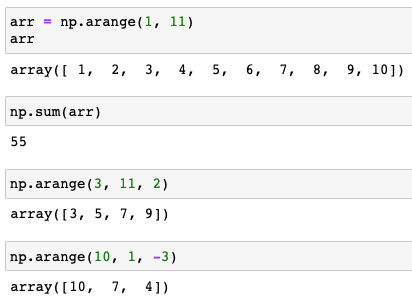 arr = np.arange(1, 11)
arr
array([ 1,  2,  3,  4,  5,  6,  7,  8,  9, 10])
np.sum(arr)
55
np.arange(3, 11, 2)
array([3, 5, 7, 9])
np.arange(10, 1, -3)
array([10,  7,  4])